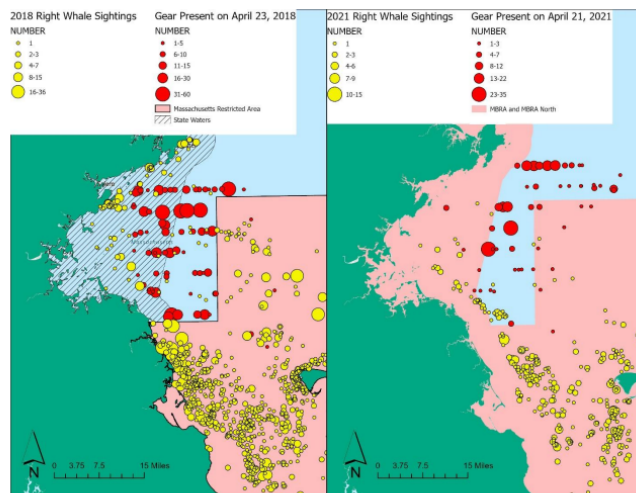 2018 Right Whale Sightings
NUMBER
1
2-3
4-7
8-15
16-36
Gear Present on April 23, 2018
NUMBER
1-5
6-10
11-15
16-30
31-60
Massachusetts Restricted Area
State Waters
Massachusetts
N
0 3.75 7.5 15 Miles
2021 Right Whale Sightings
NUMBER
1
2-3
4-6
7-9
10-15
Gear Present on April 21, 2021
NUMBER
1-3
4-7
8-12
13-22
23-35
MBRA and MBRA North
N
0 3.75 7.5 15 Miles